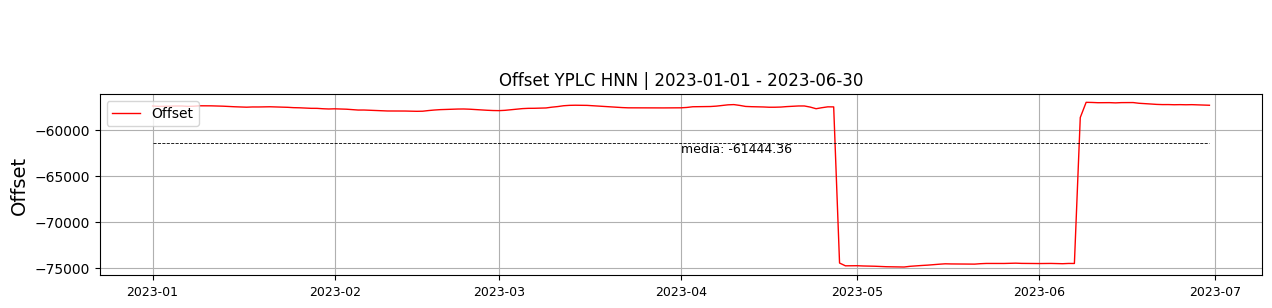 Offset YPLC HNN | 2023-01-01 - 2023-06-30
Offset
Offset
−60000
−65000
−70000
−75000
media: -61444.36
2023-01
2023-02
2023-03
2023-04
2023-05
2023-06
2023-07